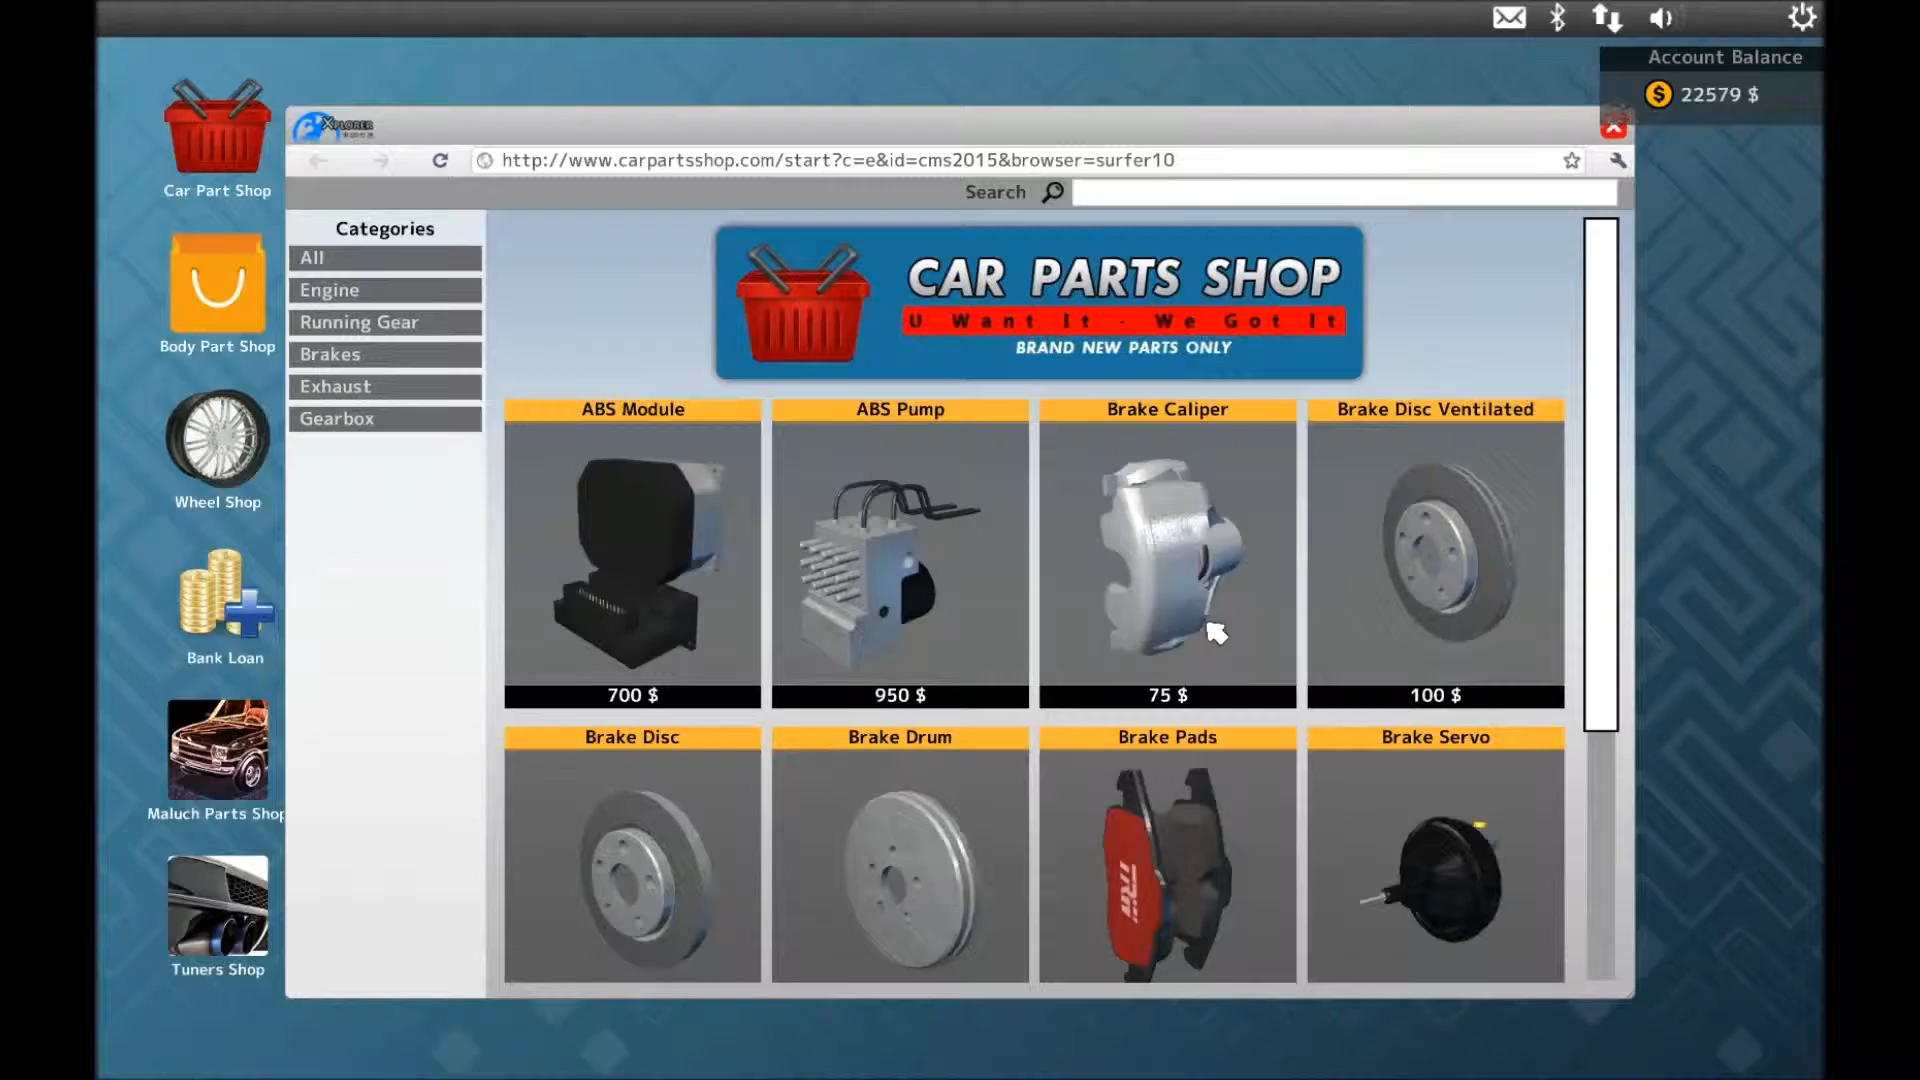 Account Balance
22579 $
Car Part Shop
Body Part Shop
Wheel Shop
Bank Loan
Maluch Parts Shop
Tuners Shop
XPLORER
http://www.carpartsshop.com/start?c=e&id=cms2015&browser=surfer10
Search
Categories
All
Engine
Running Gear
Brakes
Exhaust
Gearbox
CAR PARTS SHOP
U Want It - We Got It
BRAND NEW PARTS ONLY
ABS Module
700 $
ABS Pump
950 $
Brake Caliper
75 $
Brake Disc Ventilated
100 $
Brake Disc
Brake Drum
Brake Pads
TRW
Brake Servo